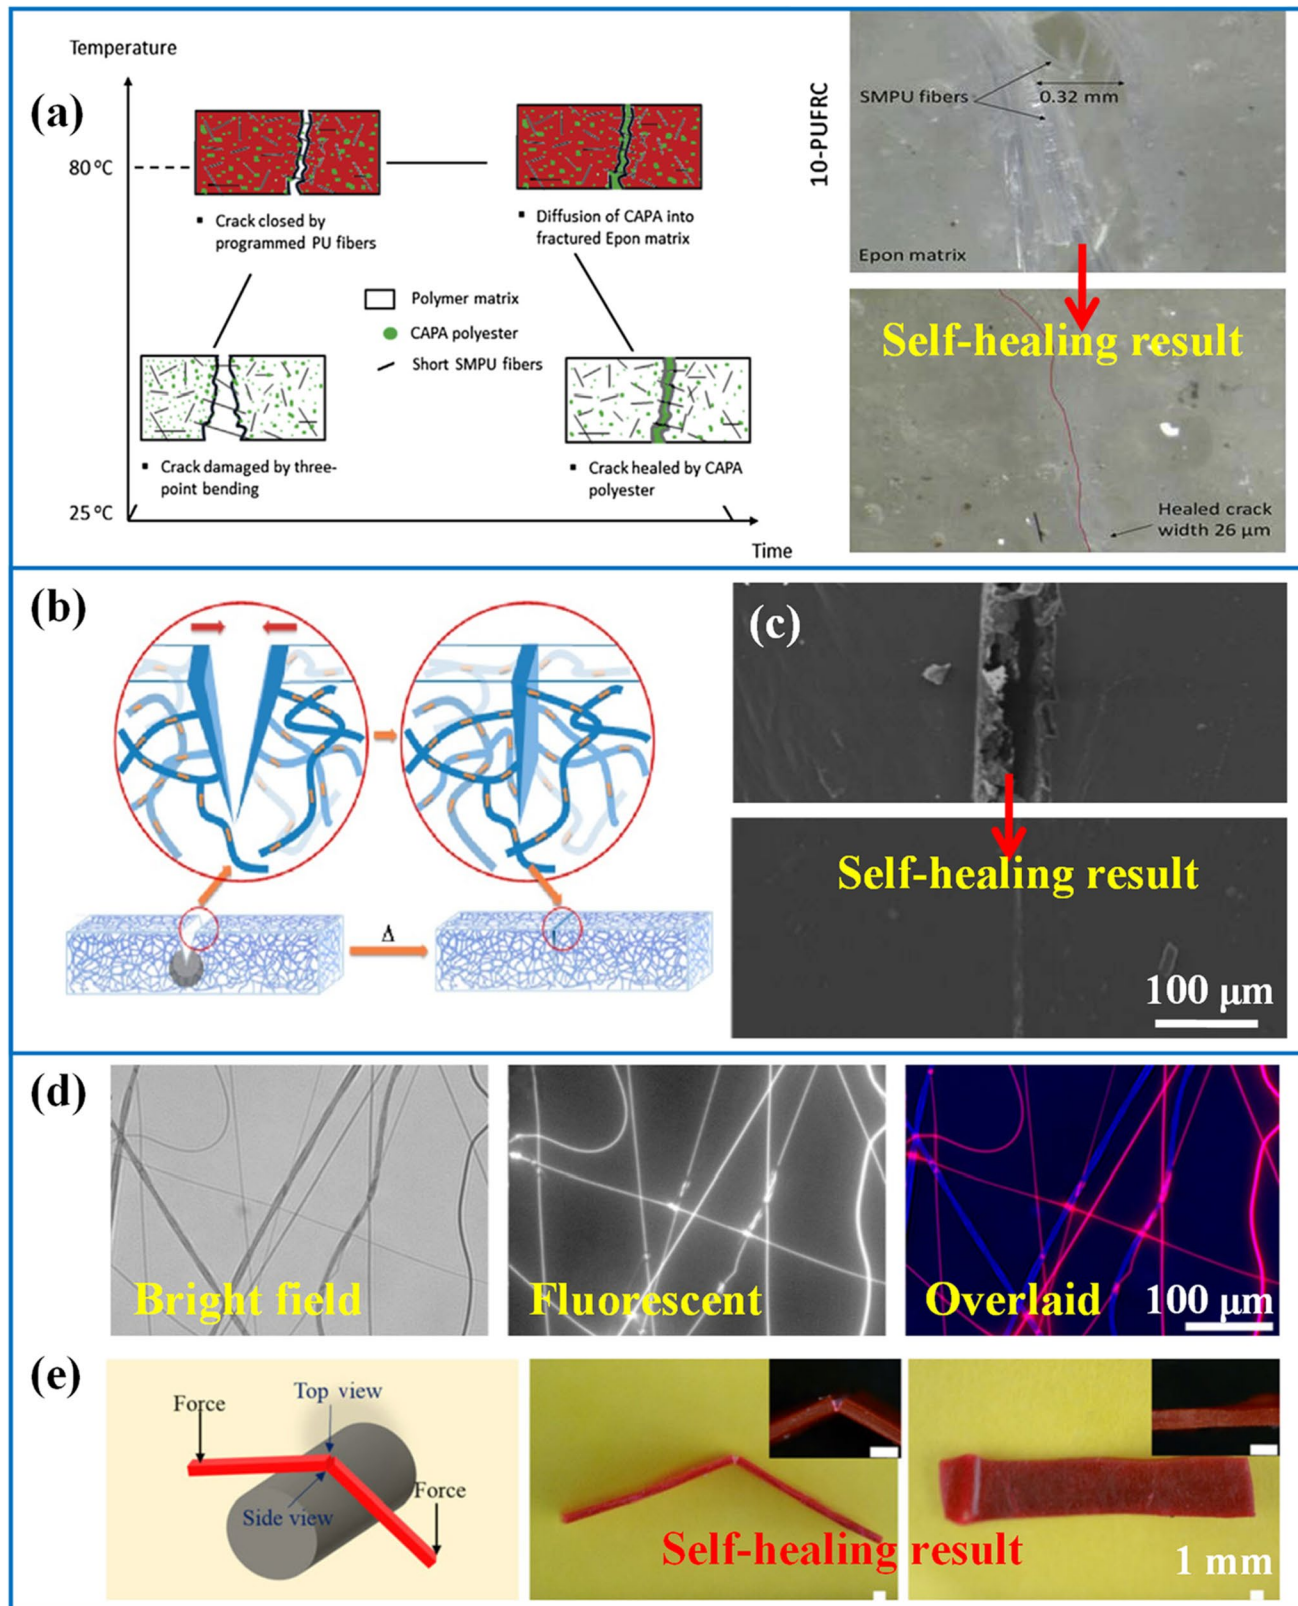 (a)
Temperature
80 °C
25 °C
Time
▪ Crack closed by
programmed PU fibers
▪ Diffusion of CAPA into
fractured Epon matrix
Polymer matrix
CAPA polyester
Short SMPU fibers
▪ Crack damaged by three-
point bending
▪ Crack healed by CAPA
polyester
10-PUFRC
SMPU fibers
0.32 mm
Epon matrix
Self-healing result
Healed crack
width 26 μm
(b)
Δ
(c)
Self-healing result
100 μm
(d)
Bright field
Fluorescent
Overlaid
100 μm
(e)
Force
Top view
Side view
Force
Self-healing result
1 mm